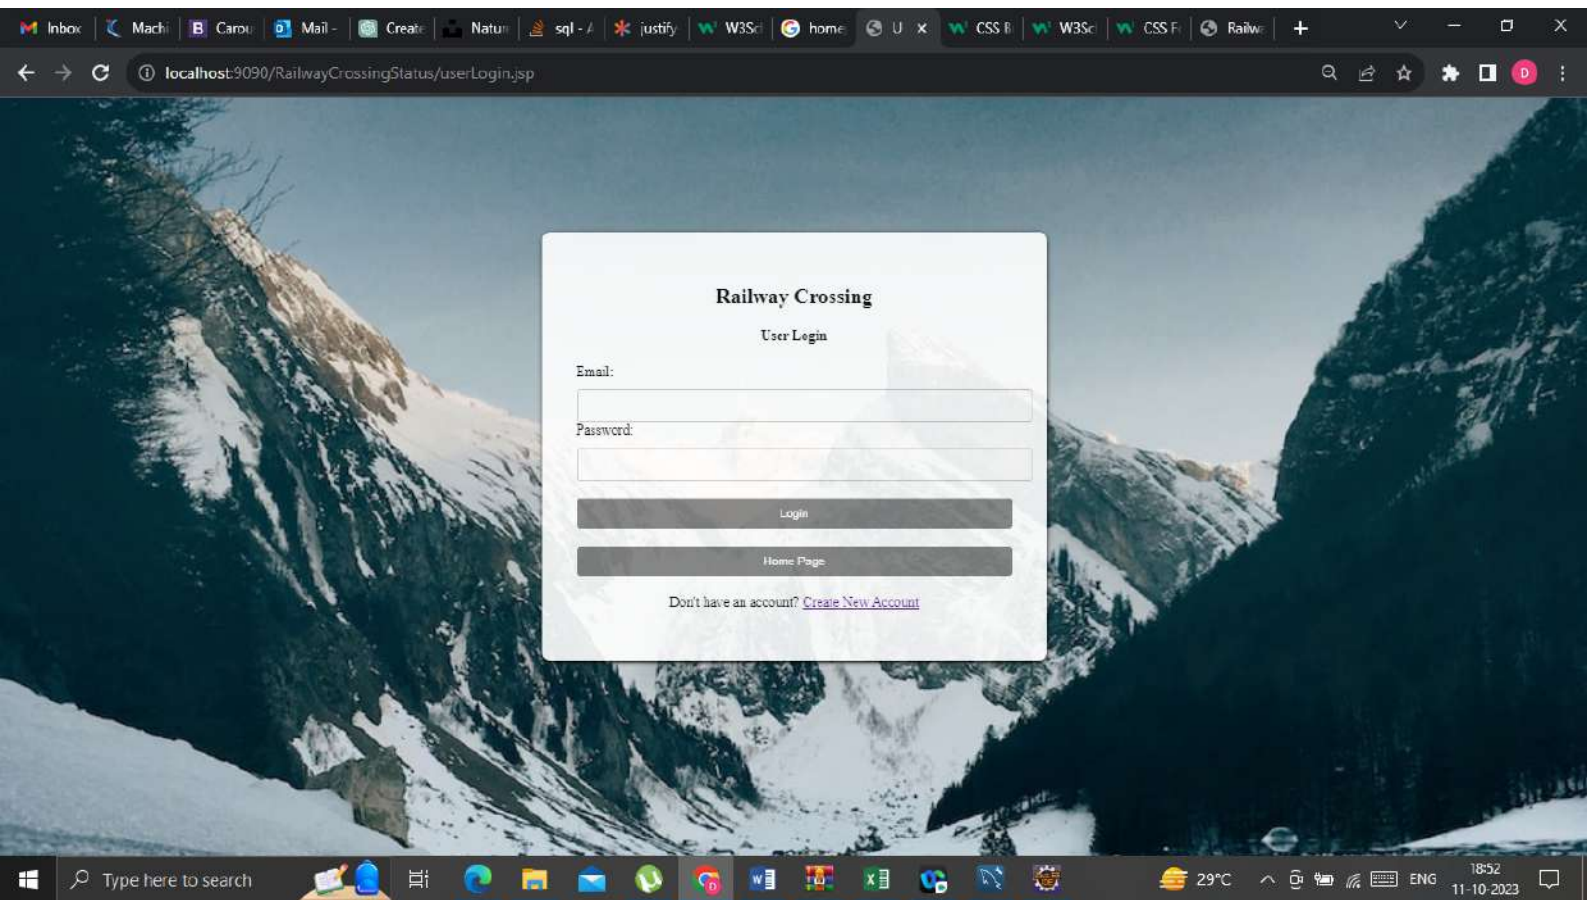 Inbox Machi Carou Mail - Create Natur sql - A justify W3Sc home U CSS B W3Sc CSS F Railwa
localhost:9090/RailwayCrossingStatus/userLogin.jsp
Railway Crossing
User Login
Email:
Password:
Login
Home Page
Don't have an account? Create New Account
Type here to search
29°C
ENG
18:52
11-10-2023